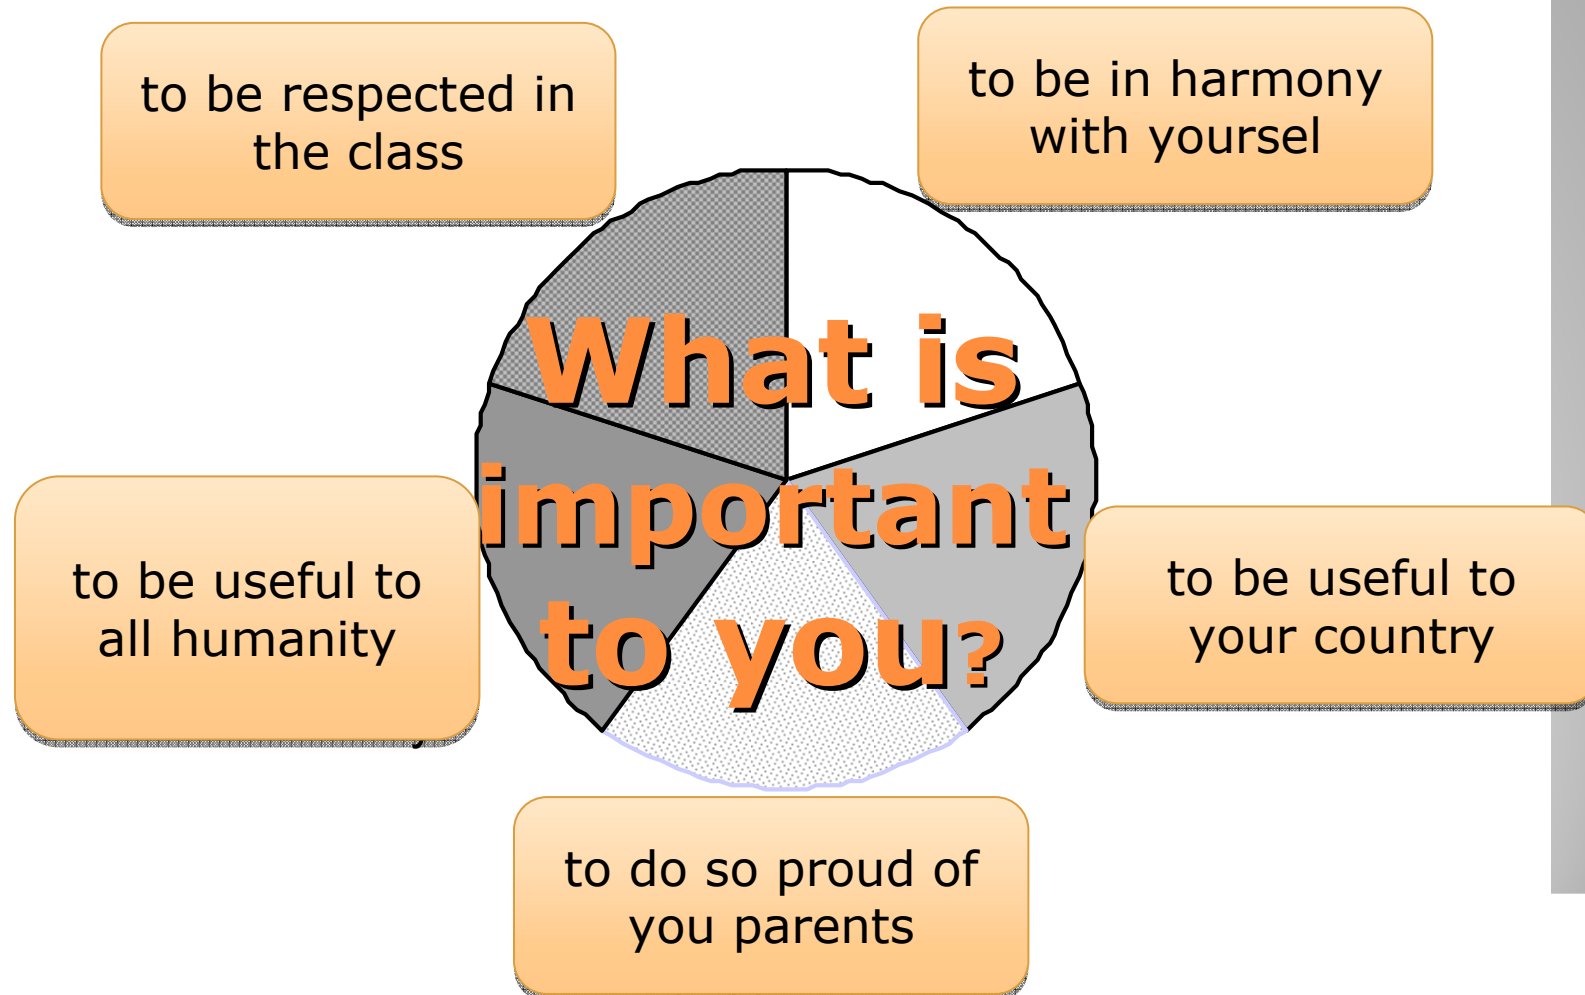 to be respected in
the class
to be in harmony
with yoursel
What is
important
to you?
to be useful to
all humanity
to be useful to
your country
to do so proud of
you parents